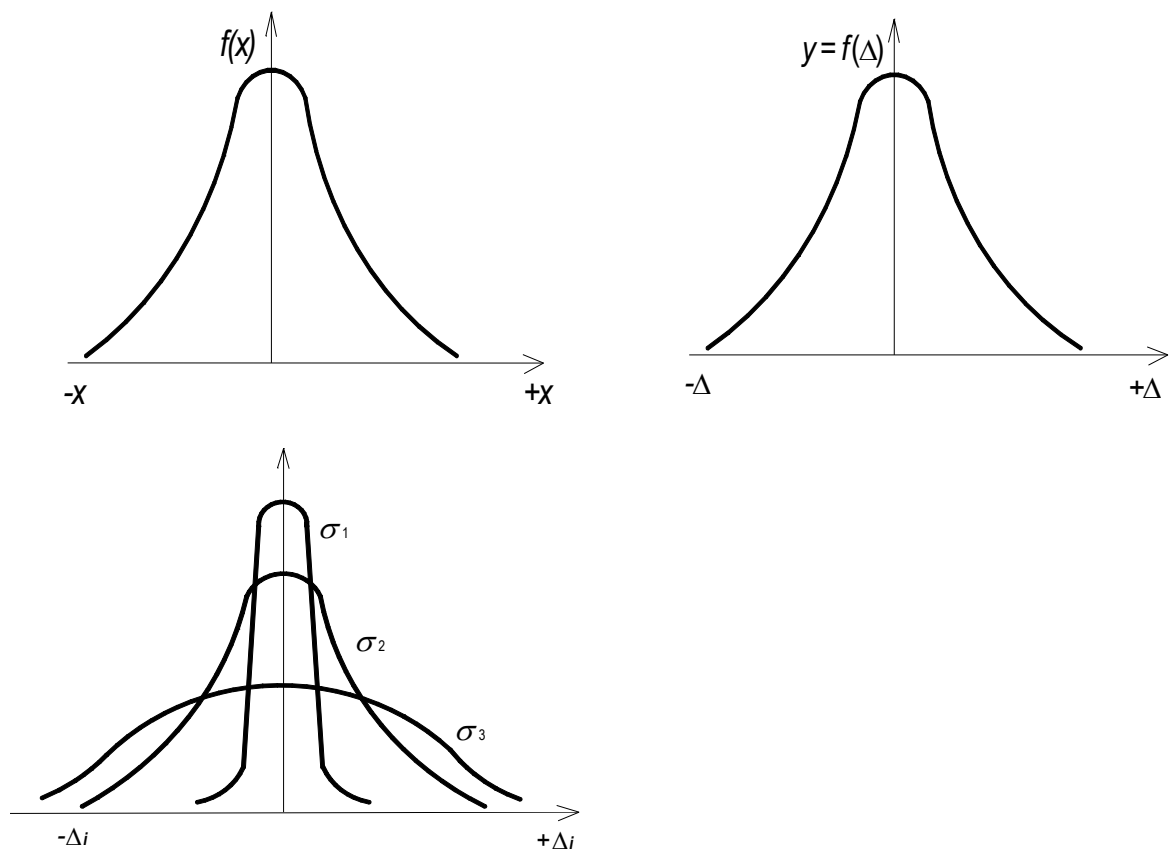 f(x)
-x
+x
y = f(Δ)
-Δ
+Δ
σ1
σ2
σ3
-Δi
+Δi